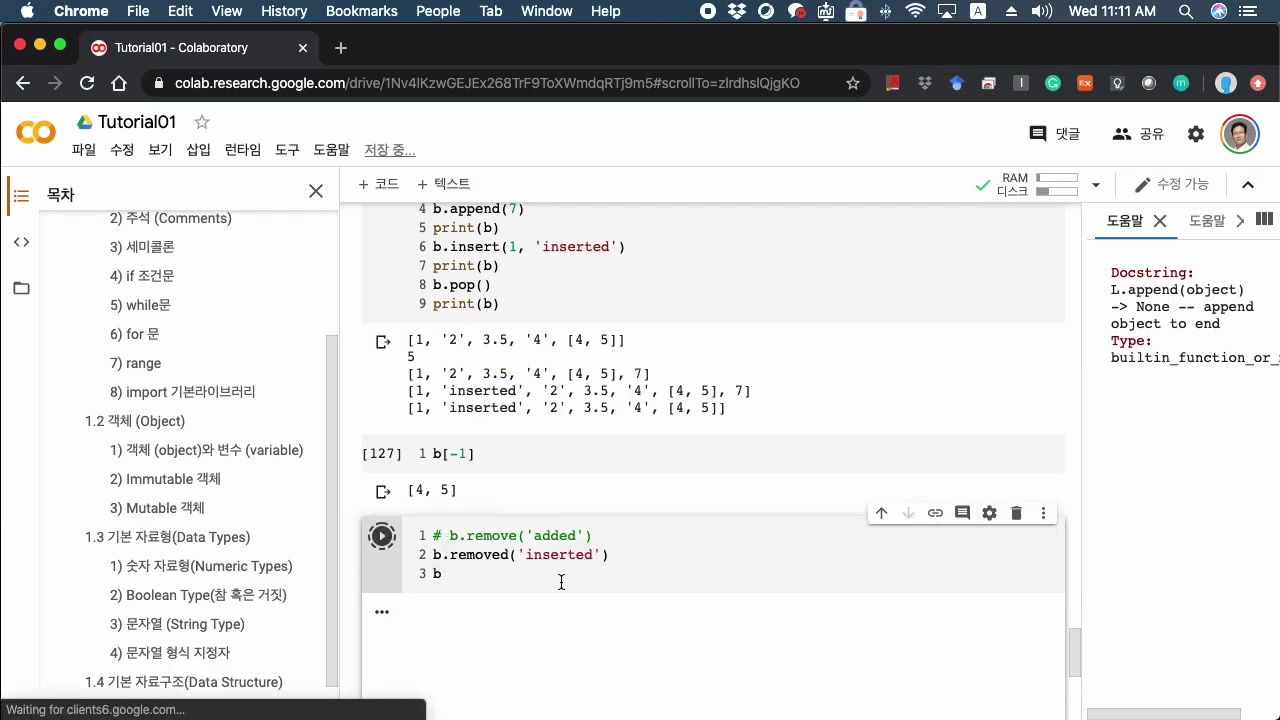 Chrome File Edit View History Bookmarks People Tab Window Help Wed 11:11 AM
Tutorial01 - Colaboratory
colab.research.google.com/drive/1Nv4lKzwGEJEx268TrF9ToXWmdqRTj9m5#scrollTo=zlrdhslQjgKO
Tutorial01
댓글 공유
파일 수정 보기 삽입 런타임 도구 도움말 저장 중...
목차
+ 코드 + 텍스트
RAM
디스크
수정 가능
2) 주석 (Comments)
3) 세미콜론
4) if 조건문
5) while문
6) for 문
7) range
8) import 기본라이브러리
1.2 객체 (Object)
1) 객체 (object)와 변수 (variable)
2) Immutable 객체
3) Mutable 객체
1.3 기본 자료형(Data Types)
1) 숫자 자료형(Numeric Types)
2) Boolean Type(참 혹은 거짓)
3) 문자열 (String Type)
4) 문자열 형식 지정자
1.4 기본 자료구조(Data Structure)
4 b.append(7)
5 print(b)
6 b.insert(1, 'inserted')
7 print(b)
8 b.pop()
9 print(b)
[1, '2', 3.5, '4', [4, 5]]
5
[1, '2', 3.5, '4', [4, 5], 7]
[1, 'inserted', '2', 3.5, '4', [4, 5], 7]
[1, 'inserted', '2', 3.5, '4', [4, 5]]
[127] 1 b[-1]
[4, 5]
1 # b.remove('added')
2 b.removed('inserted')
3 b
도움말 도움말
Docstring:
L.append(object)
-> None -- append
object to end
Type:
builtin_function_or_
Waiting for clients6.google.com...